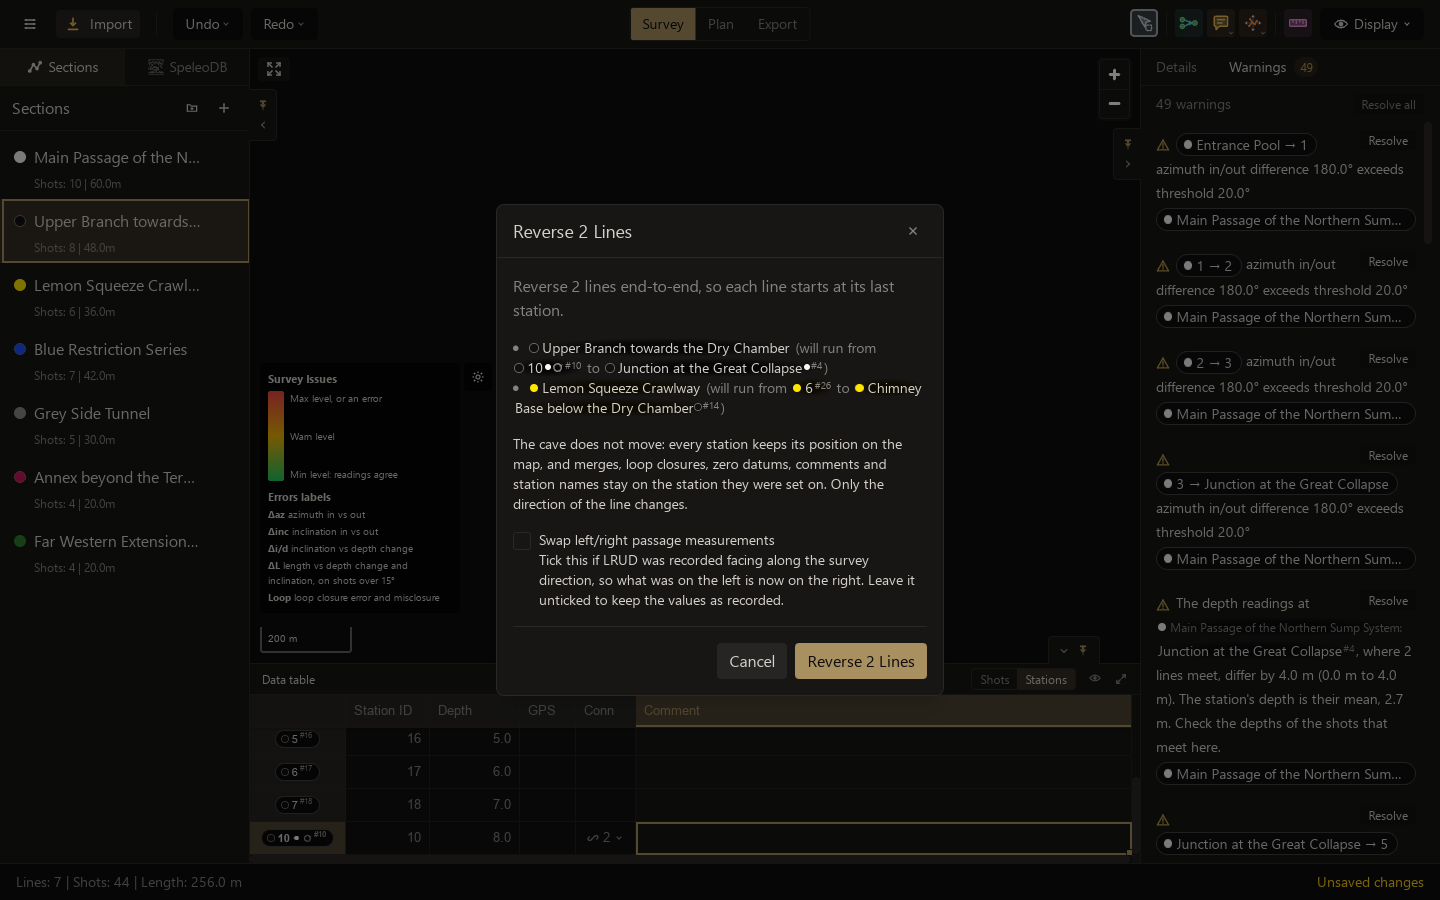 Import
Undo
Redo
Survey
Plan
Export
Display
Sections
SpeleoDB
Details
Warnings
49
Sections
49 warnings
Resolve all
Main Passage of the N...
Shots: 10 | 60.0m
Upper Branch towards...
Shots: 8 | 48.0m
Lemon Squeeze Crawl...
Shots: 6 | 36.0m
Blue Restriction Series
Shots: 7 | 42.0m
Grey Side Tunnel
Shots: 5 | 30.0m
Annex beyond the Ter...
Shots: 4 | 20.0m
Far Western Extension...
Shots: 4 | 20.0m
Survey Issues
Max level, or an error
Warn level
Min level: readings agree
Errors labels
Δaz azimuth in vs out
Δinc inclination in vs out
Δi/d inclination vs depth change
ΔL length vs depth change and
inclination, on shots over 15°
Loop loop closure error and misclosure
200 m
Reverse 2 Lines
Reverse 2 lines end-to-end, so each line starts at its last
station.
Upper Branch towards the Dry Chamber (will run from
10 #10 to Junction at the Great Collapse #4)
Lemon Squeeze Crawlway (will run from 6 #26 to Chimney
Base below the Dry Chamber #14)
The cave does not move: every station keeps its position on the
map, and merges, loop closures, zero datums, comments and
station names stay on the station they were set on. Only the
direction of the line changes.
Swap left/right passage measurements
Tick this if LRUD was recorded facing along the survey
direction, so what was on the left is now on the right. Leave it
unticked to keep the values as recorded.
Cancel
Reverse 2 Lines
Entrance Pool → 1
Resolve
azimuth in/out difference 180.0° exceeds
threshold 20.0°
Main Passage of the Northern Sum...
1 → 2 azimuth in/out
Resolve
difference 180.0° exceeds threshold 20.0°
Main Passage of the Northern Sum...
2 → 3 azimuth in/out
Resolve
difference 180.0° exceeds threshold 20.0°
Main Passage of the Northern Sum...
Resolve
3 → Junction at the Great Collapse
azimuth in/out difference 180.0° exceeds
threshold 20.0°
Main Passage of the Northern Sum...
The depth readings at
Resolve
Main Passage of the Northern Sump System:
Junction at the Great Collapse #4, where 2
lines meet, differ by 4.0 m (0.0 m to 4.0
m). The station's depth is their mean, 2.7
m. Check the depths of the shots that
meet here.
Main Passage of the Northern Sum...
Resolve
Junction at the Great Collapse → 5
Data table
Shots
Stations
Station ID
Depth
GPS
Conn
Comment
5 #16
16
5.0
6 #17
17
6.0
7 #18
18
7.0
10 #10
10
8.0
2
Lines: 7 | Shots: 44 | Length: 256.0 m
Unsaved changes